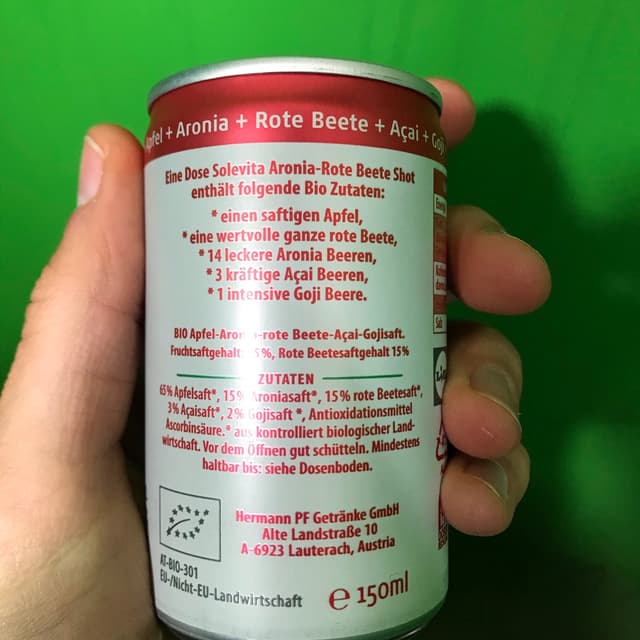 + Aronia + Rote Beete + Açai +
Eine Dose Solevita Aronia-Rote Beete Shot
enthält folgende Bio Zutaten:
* einen saftigen Apfel,
* eine wertvolle ganze rote Beete,
* 14 leckere Aronia Beeren,
* 3 kräftige Açai Beeren,
* 1 intensive Goji Beere.
BIO Apfel-Aronia-rote Beete-Açai-Gojisaft.
Fruchtsaftgehalt 5%, Rote Beetesaftgehalt 15%
ZUTATEN
65% Apfelsaft*, 15% Aroniasaft*, 15% rote Beetesaft*,
3% Açaisaft*, 2% Gojisaft *, Antioxidationsmittel
Ascorbinsäure.* aus kontrolliert biologischer Land-
wirtschaft. Vor dem Öffnen gut schütteln. Mindestens
haltbar bis: siehe Dosenboden.
Hermann PF Getränke GmbH
Alte Landstraße 10
A-6923 Lauterach, Austria
AT-BIO-301
EU-/Nicht-EU-Landwirtschaft
e 150ml
Salz